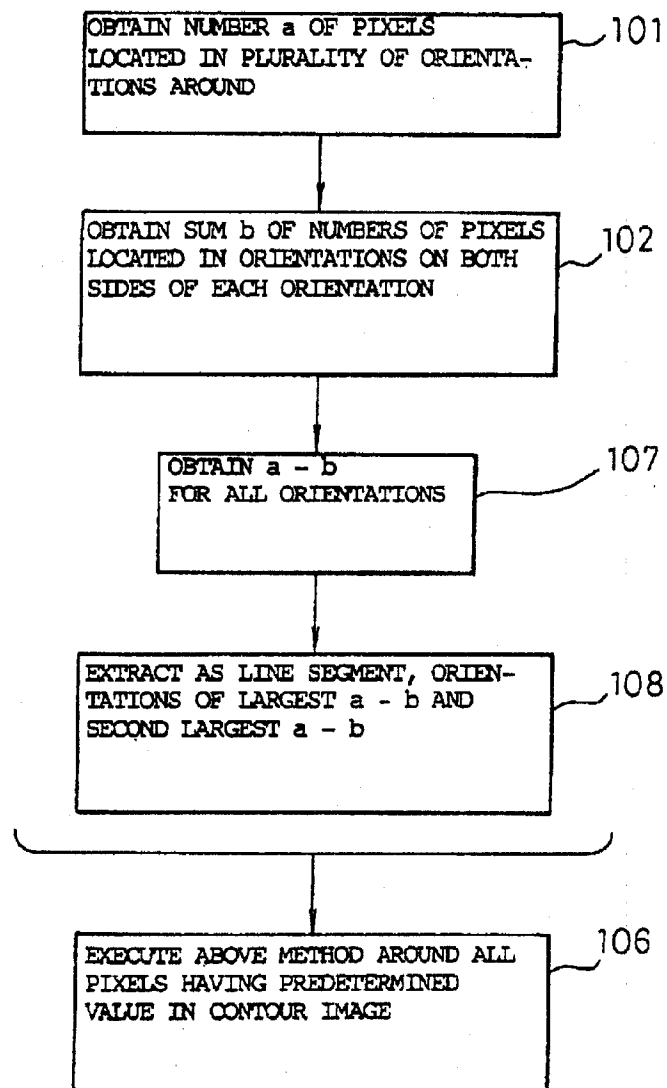 OBTAIN NUMBER a OF PIXELS
LOCATED IN PLURALITY OF ORIENTA-
TIONS AROUND
101
OBTAIN SUM b OF NUMBERS OF PIXELS
LOCATED IN ORIENTATIONS ON BOTH
SIDES OF EACH ORIENTATION
102
OBTAIN a - b
FOR ALL ORIENTATIONS
107
EXTRACT AS LINE SEGMENT, ORIEN-
TATIONS OF LARGEST a - b AND
SECOND LARGEST a - b
108
EXECUTE ABOVE METHOD AROUND ALL
PIXELS HAVING PREDETERMINED
VALUE IN CONTOUR IMAGE
106